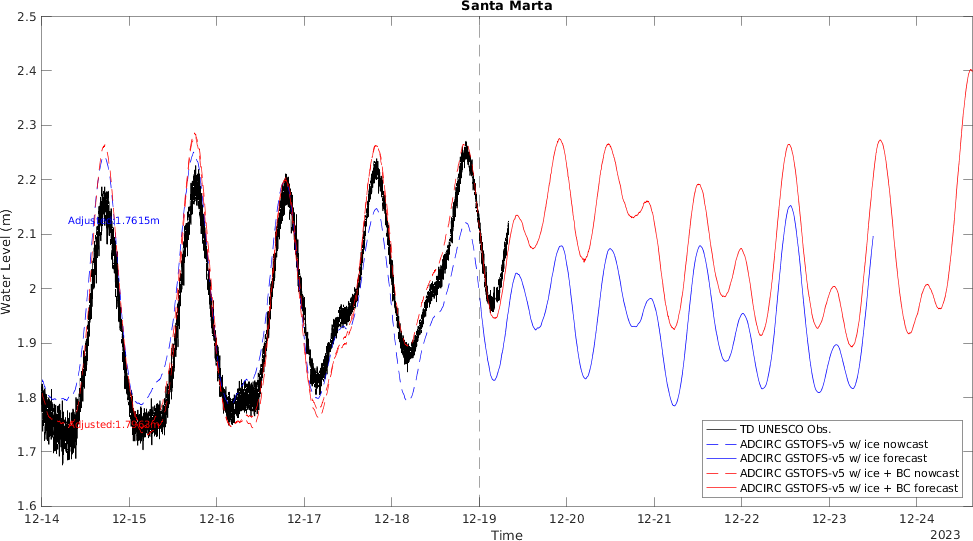 Santa Marta
Water Level (m)
2.5
2.4
2.3
2.2
2.1
2
1.9
1.8
1.7
1.6
1.7615m
TD UNESCO Obs.
ADCIRC GSTOFS-v5 w/ ice nowcast
ADCIRC GSTOFS-v5 w/ ice forecast
ADCIRC GSTOFS-v5 w/ ice + BC nowcast
ADCIRC GSTOFS-v5 w/ ice + BC forecast
12-14 12-15 12-16 12-17 12-18 12-19 12-20 12-21 12-22 12-23 12-24
Time
2023